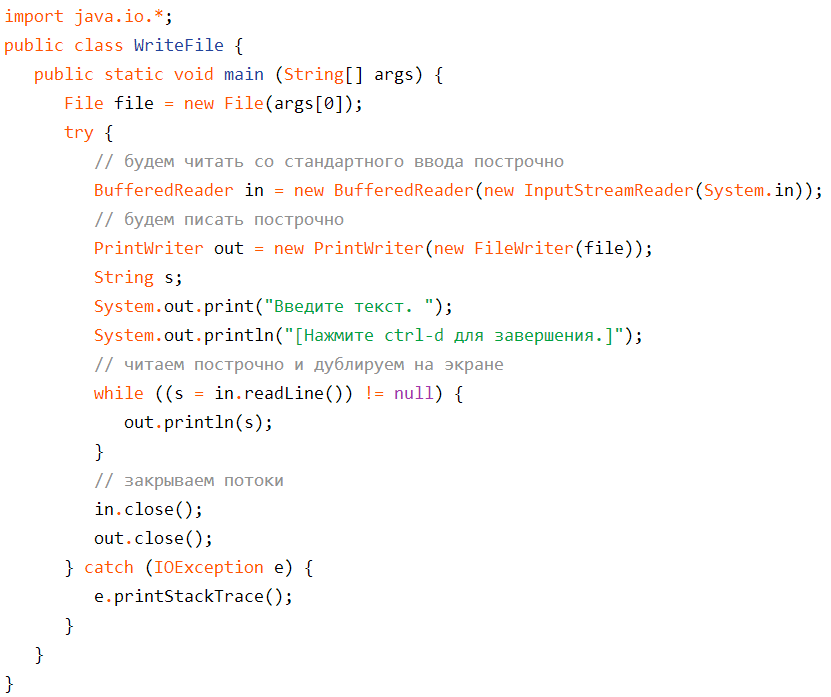 import java.io.*;
public class WriteFile {
public static void main (String[] args) {
File file = new File(args[0]);
try {
// будем читать со стандартного ввода построчно
BufferedReader in = new BufferedReader(new InputStreamReader(System.in));
// будем писать построчно
PrintWriter out = new PrintWriter(new FileWriter(file));
String s;
System.out.print("Введите текст. ");
System.out.println("[Нажмите ctrl-d для завершения.]");
// читаем построчно и дублируем на экране
while ((s = in.readLine()) != null) {
out.println(s);
}
// закрываем потоки
in.close();
out.close();
} catch (IOException e) {
e.printStackTrace();
}
}
}